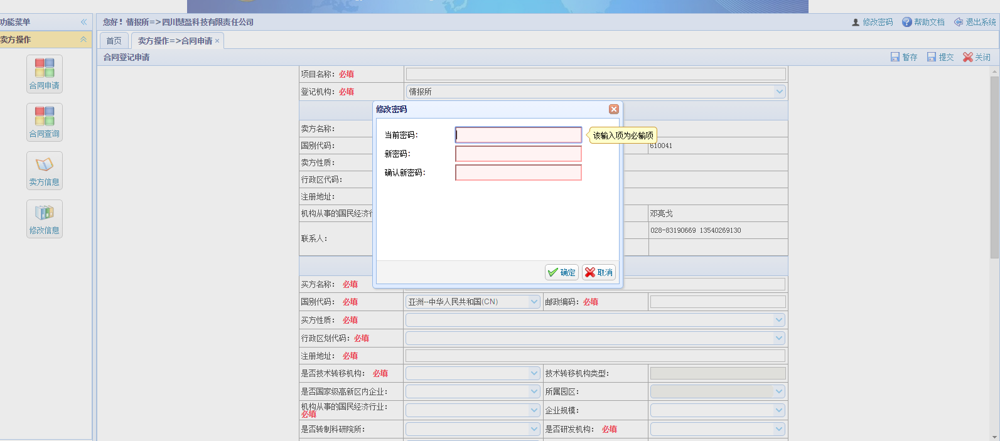 功能菜单
您好！情报所=>四川慧盈科技有限责任公司
修改密码 帮助文档 退出系统
卖方操作
首页 卖方操作=>合同申请 ×
合同登记申请
暂存 提交 关闭
合同申请
合同查询
卖方信息
修改信息
项目名称：必填
登记机构：必填 情报所
卖方名称：
国别代码： 610041
卖方性质：
行政区代码：
注册地址：
机构从事的国民经济行 邓亮戈
联系人： 028-83190669 13540269130
修改密码
当前密码： 该输入项为必输项
新密码：
确认新密码：
确定 取消
买方名称： 必填
国别代码： 必填 亚洲--中华人民共和国(CN) 邮政编码：必填
买方性质： 必填
行政区划代码：必填
注册地址： 必填
是否技术转移机构： 必填 技术转移机构类型：
是否国家级高新区内企业： 所属园区：
机构从事的国民经济行业：
必填 企业规模：
是否转制科研院所： 是否研发机构： 必填